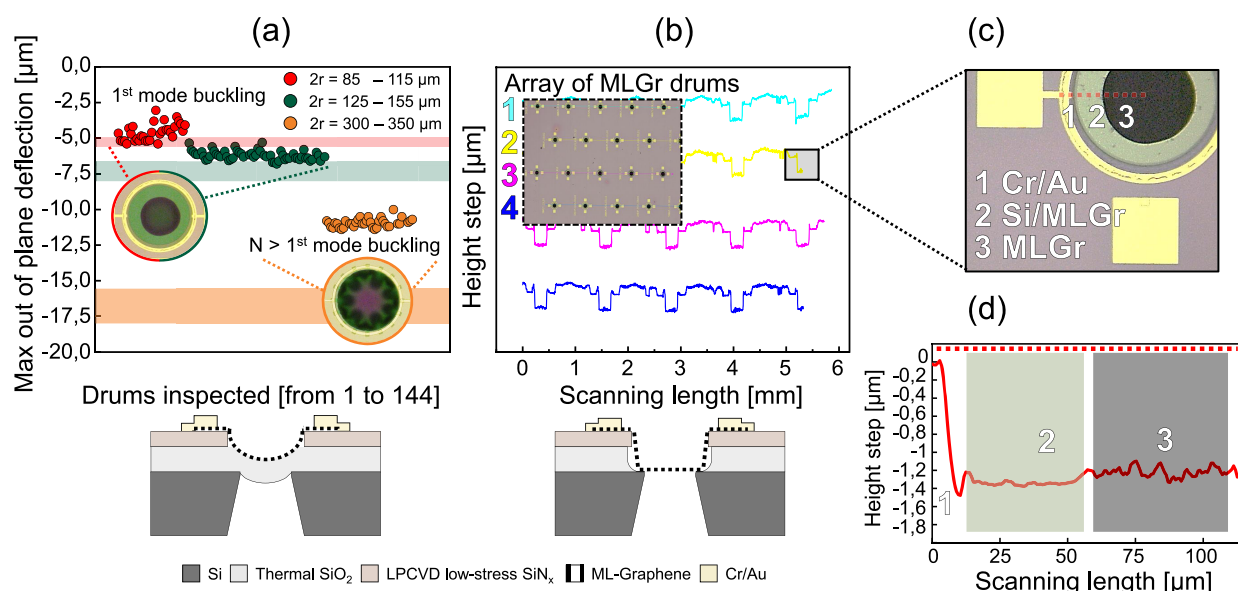 (a)
Max out of plane deflection [µm]
0,0
-2,5
-5,0
-7,5
-10,0
-12,5
-15,0
-17,5
-20,0
1st mode buckling
2r = 85 – 115 µm
2r = 125 – 155 µm
2r = 300 – 350 µm
N > 1st mode buckling
Drums inspected [from 1 to 144]
(b)
Height step [µm]
Array of MLGr drums
1
2
3
4
0
1
2
3
4
5
6
Scanning length [mm]
(c)
1 2 3
1 Cr/Au
2 Si/MLGr
3 MLGr
(d)
Height step [µm]
0
-0,2
-0,4
-0,6
-0,8
-1
-1,2
-1,4
-1,6
-1,8
1
2
3
0
25
50
75
100
Scanning length [µm]
Si
Thermal SiO2
LPCVD low-stress SiNx
ML-Graphene
Cr/Au